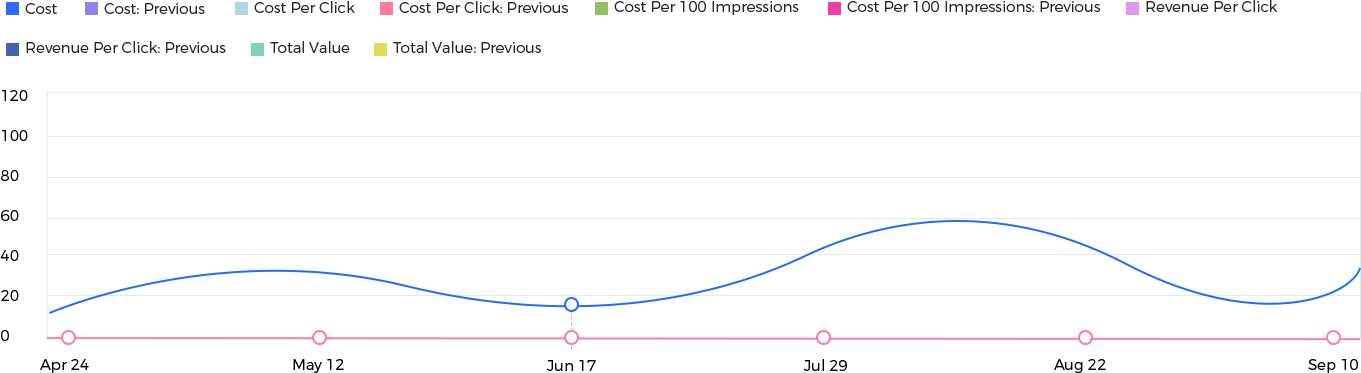 Cost Cost: Previous Cost Per Click Cost Per Click: Previous Cost Per 100 Impressions Cost Per 100 Impressions: Previous Revenue Per Click
Revenue Per Click: Previous Total Value Total Value: Previous
120
100
80
60
40
20
0
Apr 24 May 12 Jun 17 Jul 29 Aug 22 Sep 10